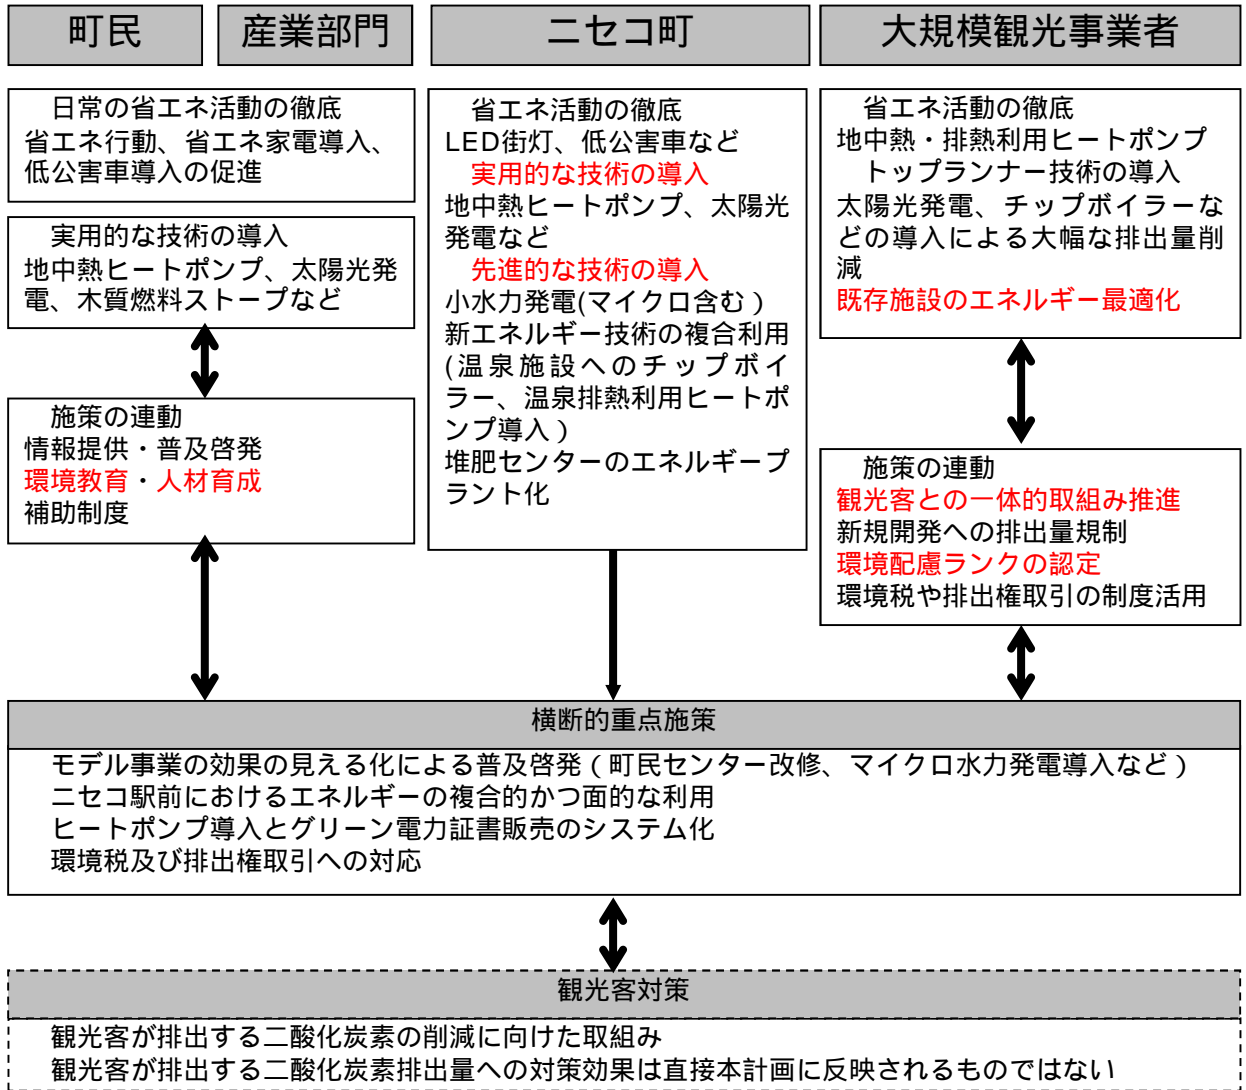 町民
産業部門
ニセコ町
大規模観光事業者
日常の省エネ活動の徹底
省エネ行動、省エネ家電導入、
低公害車導入の促進
実用的な技術の導入
地中熱ヒートポンプ、太陽光発
電、木質燃料ストーブなど
施策の連動
情報提供・普及啓発
環境教育・人材育成
補助制度
省エネ活動の徹底
LED街灯、低公害車など
実用的な技術の導入
地中熱ヒートポンプ、太陽光
発電など
先進的な技術の導入
小水力発電(マイクロ含む）
新エネルギー技術の複合利用
(温泉施設へのチップボイ
ラー、温泉排熱利用ヒートポ
ンプ導入）
堆肥センターのエネルギープ
ラント化
省エネ活動の徹底
地中熱・排熱利用ヒートポンプ
トップランナー技術の導入
太陽光発電、チップボイラーな
どの導入による大幅な排出量削
減
既存施設のエネルギー最適化
施策の連動
観光客との一体的取組み推進
新規開発への排出量規制
環境配慮ランクの認定
環境税や排出権取引の制度活用
横断的重点施策
モデル事業の効果の見える化による普及啓発（町民センター改修、マイクロ水力発電導入など）
ニセコ駅前におけるエネルギーの複合的かつ面的な利用
ヒートポンプ導入とグリーン電力証書販売のシステム化
環境税及び排出権取引への対応
観光客対策
観光客が排出する二酸化炭素の削減に向けた取組み
観光客が排出する二酸化炭素排出量への対策効果は直接本計画に反映されるものではない